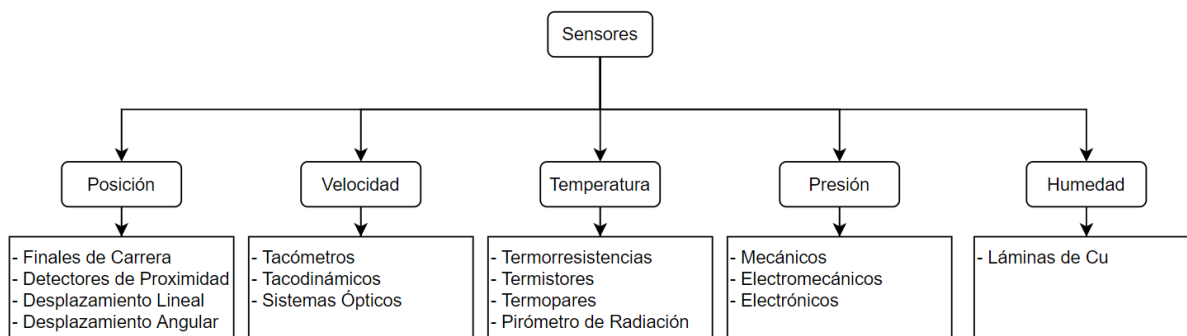 Sensores
Posición
Velocidad
Temperatura
Presión
Humedad
- Finales de Carrera
- Detectores de Proximidad
- Desplazamiento Lineal
- Desplazamiento Angular
- Tacómetros
- Tacodinámicos
- Sistemas Ópticos
- Termorresistencias
- Termistores
- Termopares
- Pirómetro de Radiación
- Mecánicos
- Electromecánicos
- Electrónicos
- Láminas de Cu